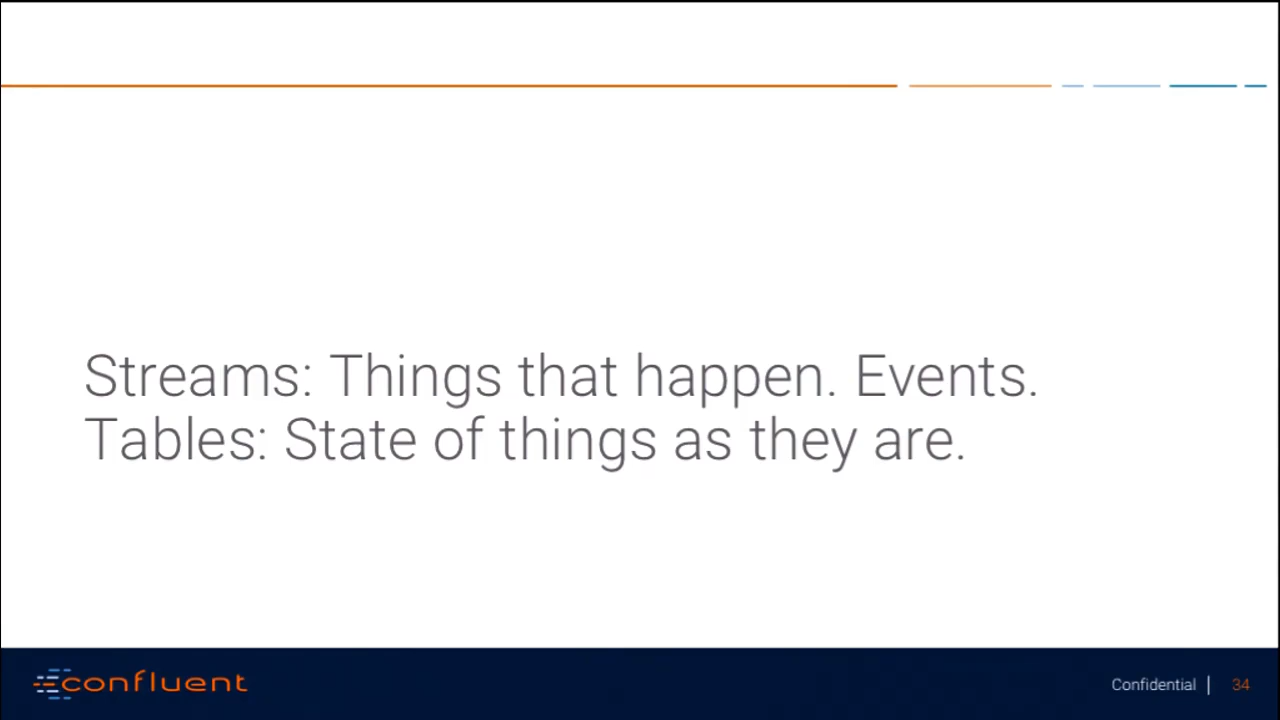 Streams: Things that happen. Events.
Tables: State of things as they are.
confluent
Confidential | 34